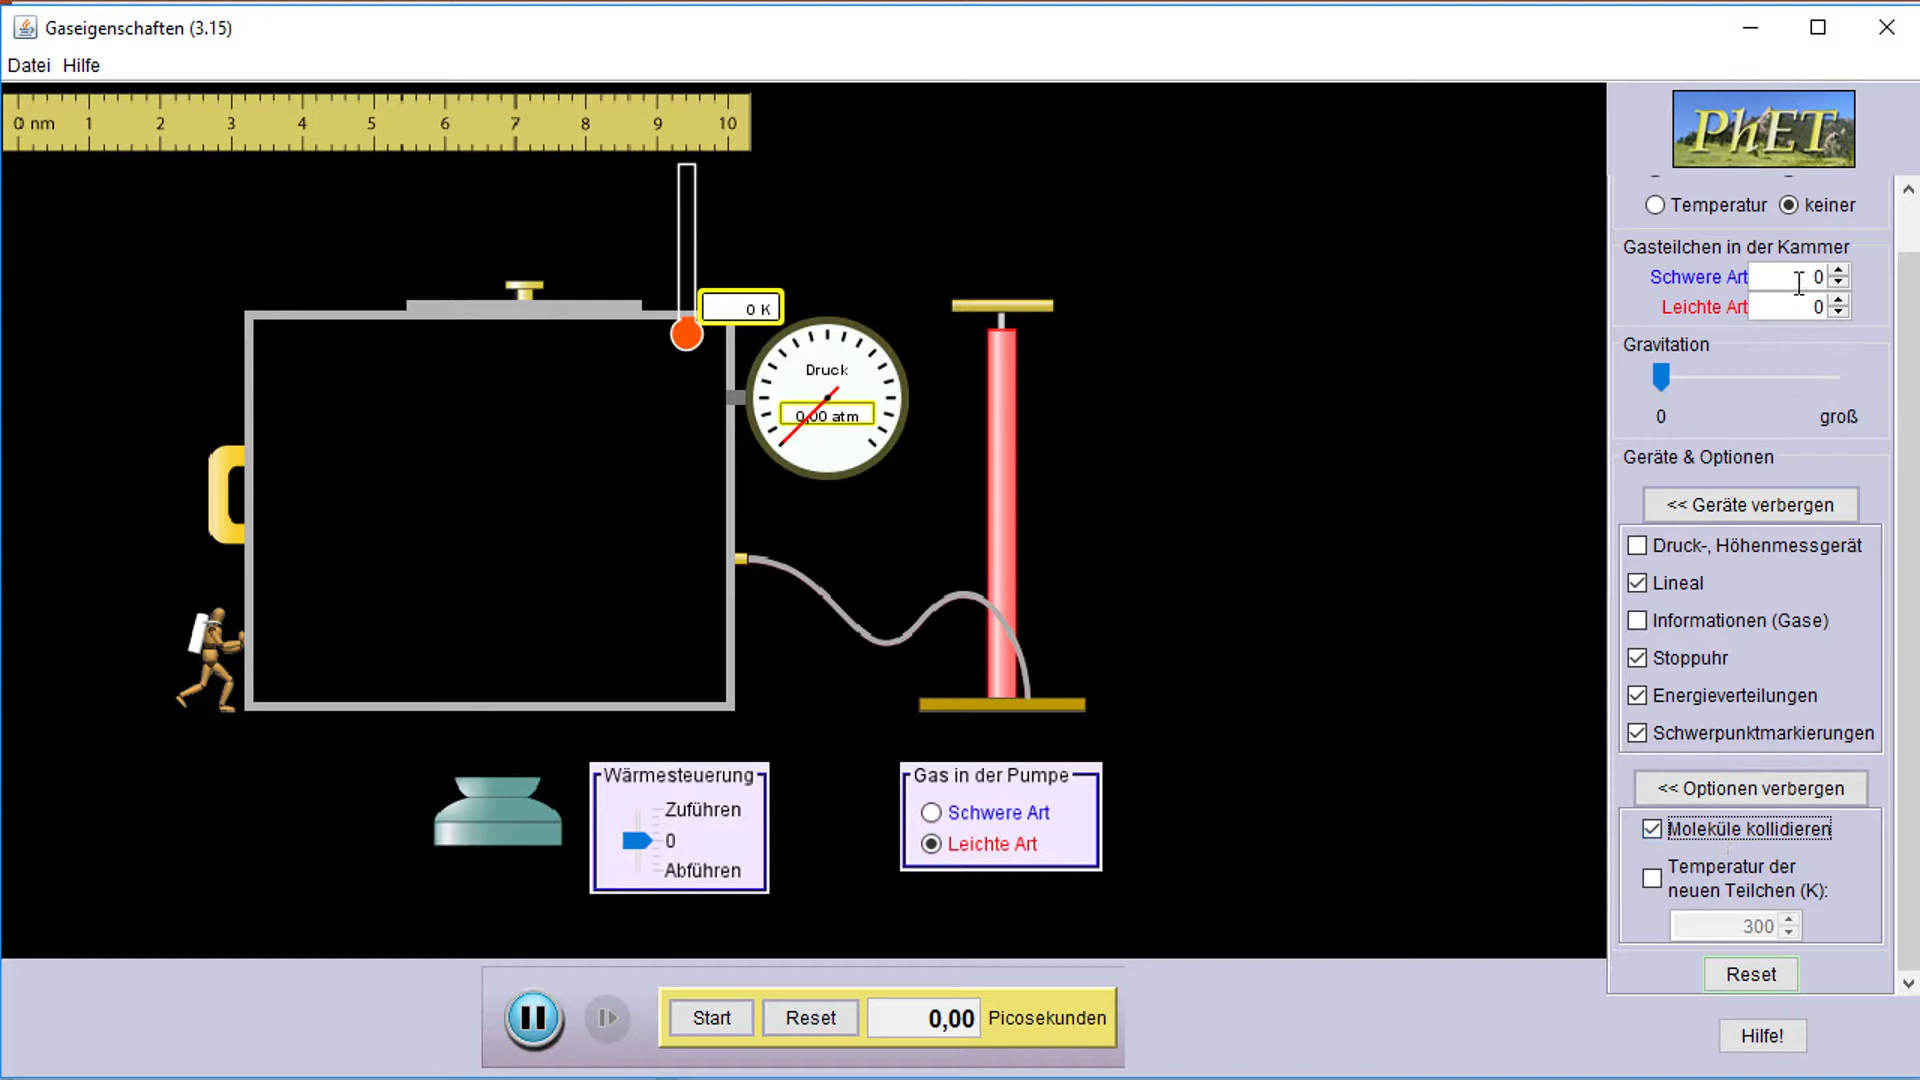 Gaseigenschaften (3.15)
Datei Hilfe
0 nm 1 2 3 4 5 6 7 8 9 10
PhET
Temperatur keiner
Gasteilchen in der Kammer
Schwere Art 0
Leichte Art 0
0 K
Gravitation
Druck
0,00 atm
0 groß
Geräte & Optionen
<< Geräte verbergen
Druck-, Höhenmessgerät
Lineal
Informationen (Gase)
Stoppuhr
Energieverteilungen
Schwerpunktmarkierungen
<< Optionen verbergen
Moleküle kollidieren
Temperatur der
neuen Teilchen (K):
300
Reset
Wärmesteuerung
Zuführen
0
Abführen
Gas in der Pumpe
Schwere Art
Leichte Art
Start Reset 0,00 Picosekunden
Hilfe!